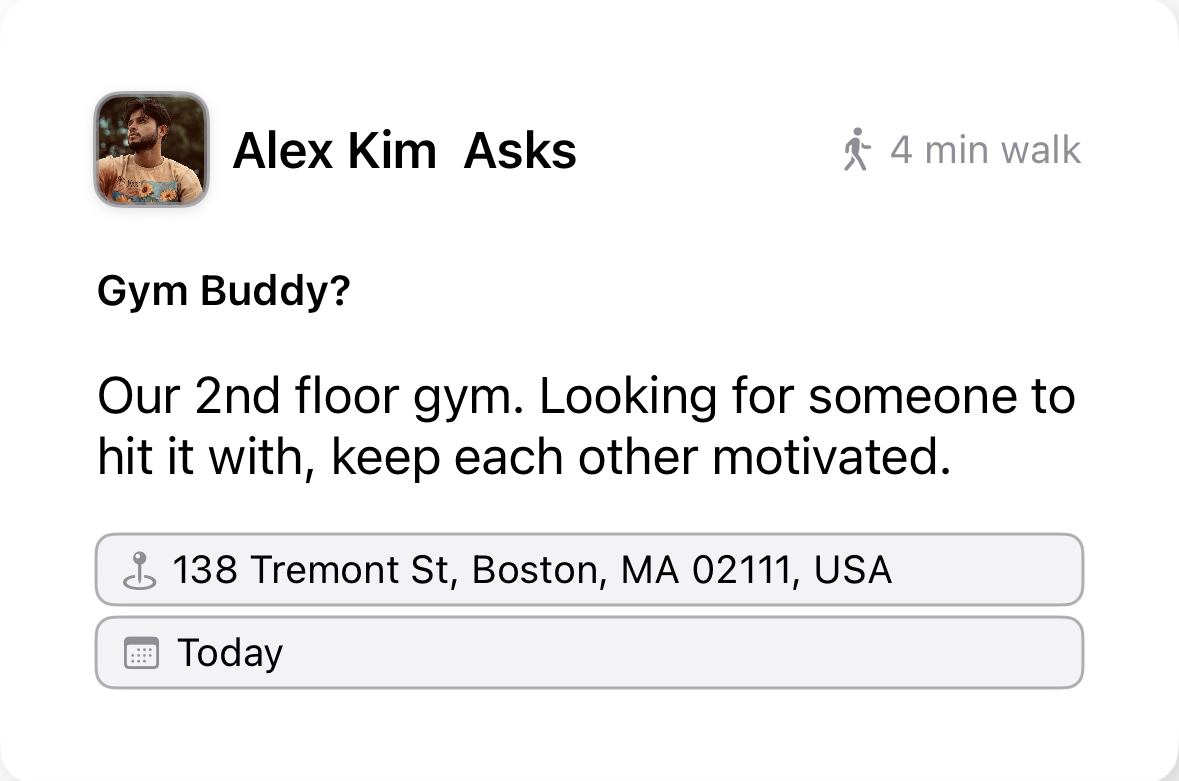 Alex Kim Asks
4 min walk
Gym Buddy?
Our 2nd floor gym. Looking for someone to
hit it with, keep each other motivated.
138 Tremont St, Boston, MA 02111, USA
Today